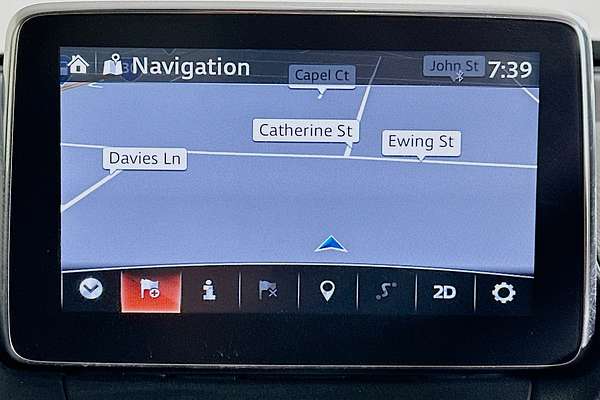 Navigation
John St
7:39
Capel Ct
Catherine St
Ewing St
Davies Ln
2D